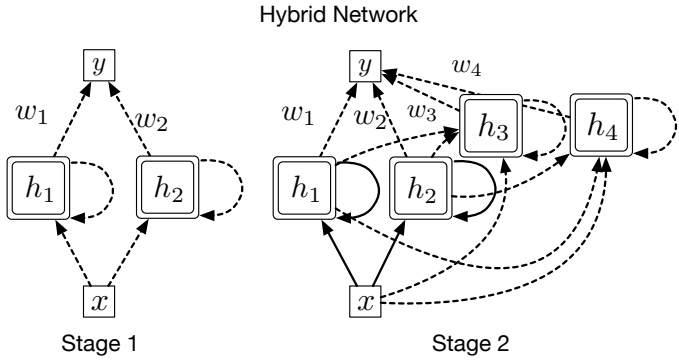 Hybrid Network
y
y
w₄
w₁
w₂
w₁
w₂
w₃
h₃
h₄
h₁
h₂
h₁
h₂
x
x
Stage 1
Stage 2